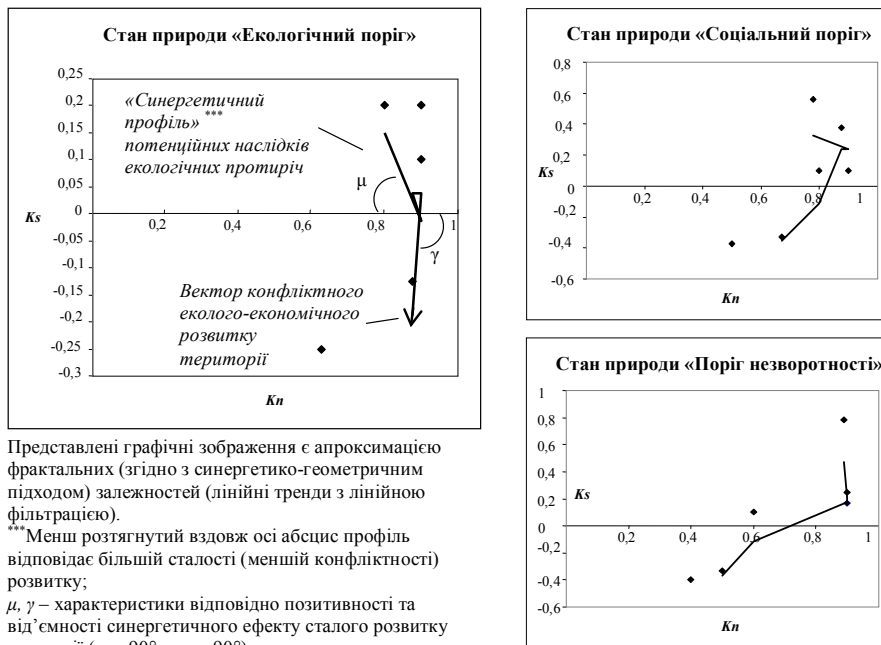 Стан природи «Екологічний поріг»
0,25
0,2
0,15
0,1
0,05
0
-0,05
-0,1
-0,15
-0,2
-0,25
-0,3
Ks
0,2
0,4
0,6
0,8
1
Kn
«Синергетичний
профіль» ***
потенційних наслідків
екологічних протиріч
μ
γ
Вектор конфліктного
еколого-економічного
розвитку
території
Стан природи «Соціальний поріг»
0,8
0,6
0,4
0,2
0
-0,2
-0,4
-0,6
Ks
0,2
0,4
0,6
0,8
1
Kn
Стан природи «Поріг незворотності»
1
0,8
0,6
0,4
0,2
0
-0,2
-0,4
-0,6
Ks
0,2
0,4
0,6
0,8
1
Kn
Представлені графічні зображення є апроксимацією
фрактальних (згідно з синергетико-геометричним
підходом) залежностей (лінійні тренди з лінійною
фільтрацією).
***Менш розтягнутий вздовж осі абсцис профіль
відповідає більшій сталості (меншій конфліктності)
розвитку;
μ, γ – характеристики відповідно позитивності та
від’ємності синергетичного ефекту сталого розвитку